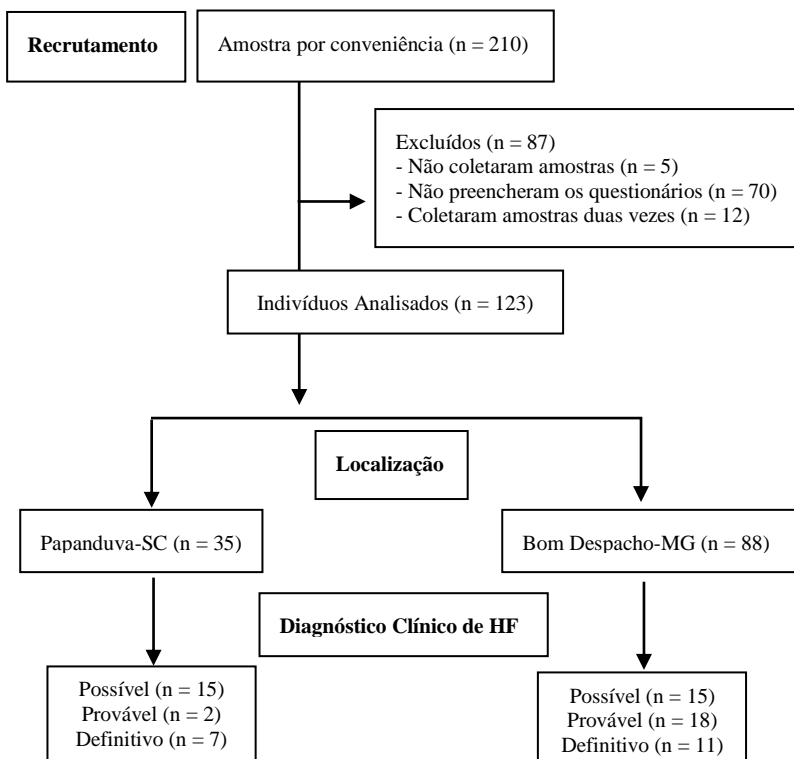 Recrutamento
Amostra por conveniência (n = 210)
Excluídos (n = 87)
- Não coletaram amostras (n = 5)
- Não preencheram os questionários (n = 70)
- Coletaram amostras duas vezes (n = 12)
Indivíduos Analisados (n = 123)
Localização
Papanduva-SC (n = 35)
Bom Despacho-MG (n = 88)
Diagnóstico Clínico de HF
Possível (n = 15)
Provável (n = 2)
Definitivo (n = 7)
Possível (n = 15)
Provável (n = 18)
Definitivo (n = 11)